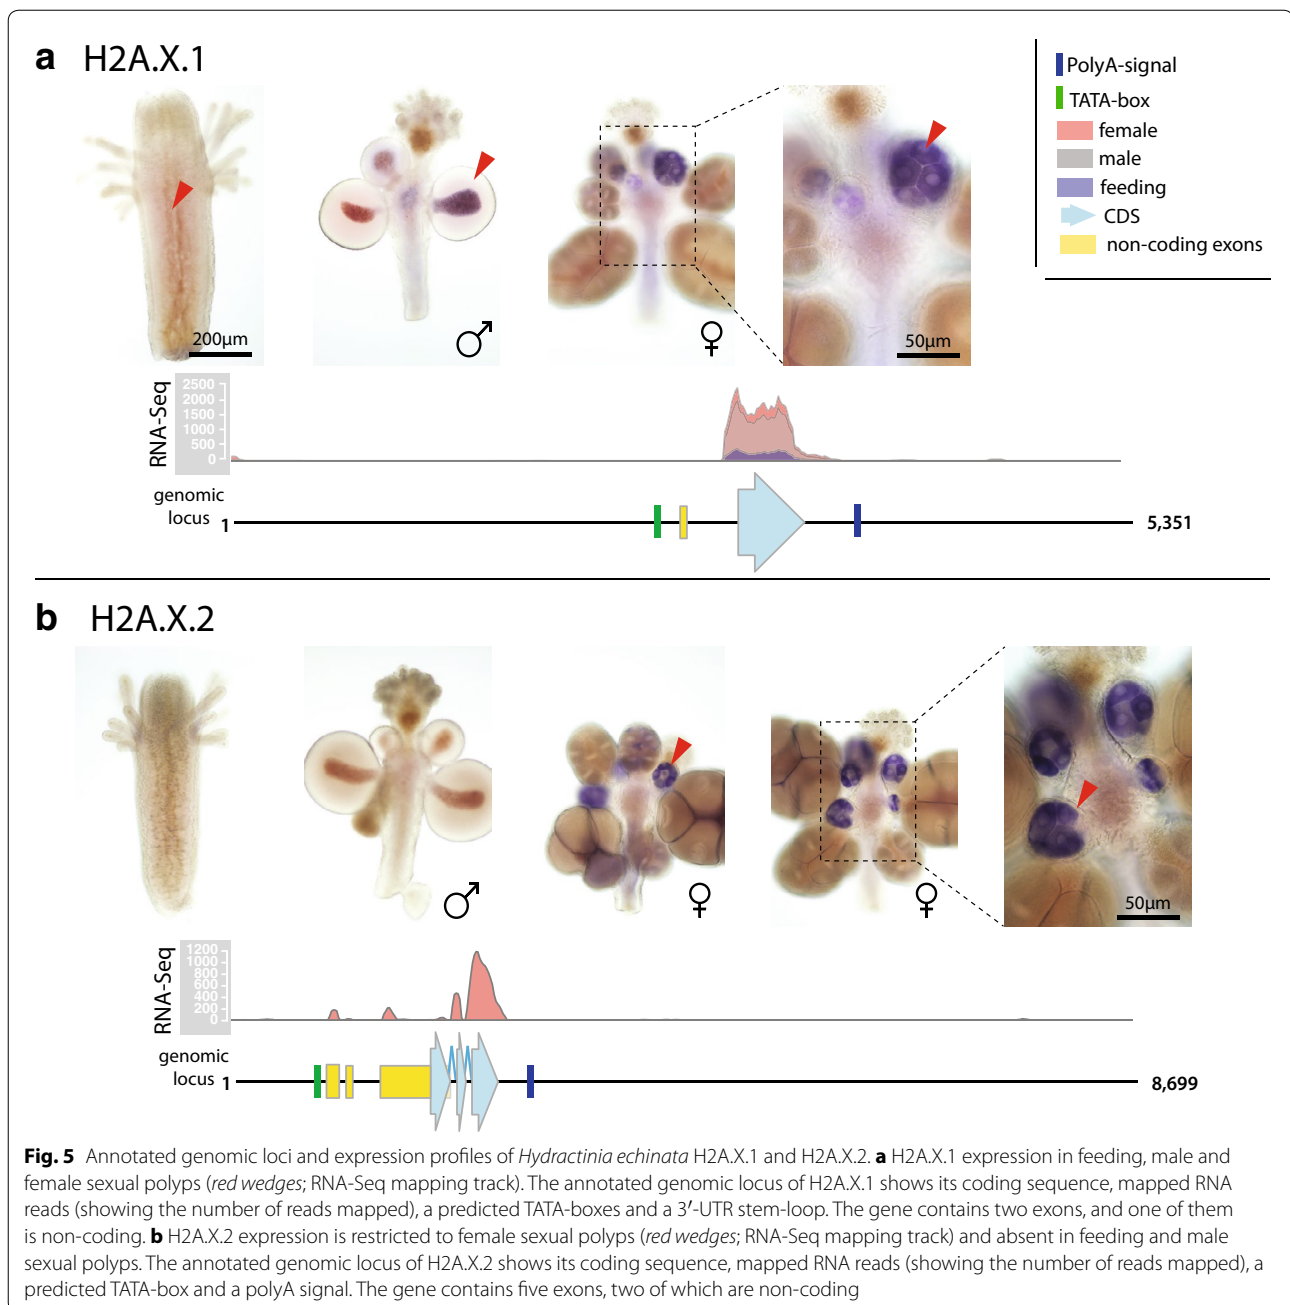 a H2A.X.1
PolyA-signal
TATA-box
female
male
feeding
CDS
non-coding exons
200µm
♂
♀
50µm
RNA-Seq
2500
2000
1500
1000
500
0
genomic
locus 1
5,351
b H2A.X.2
♂
♀
♀
50µm
RNA-Seq
1200
1000
800
600
400
200
0
genomic
locus 1
8,699
Fig. 5 Annotated genomic loci and expression profiles of Hydractinia echinata H2A.X.1 and H2A.X.2. a H2A.X.1 expression in feeding, male and
female sexual polyps (red wedges; RNA-Seq mapping track). The annotated genomic locus of H2A.X.1 shows its coding sequence, mapped RNA
reads (showing the number of reads mapped), a predicted TATA-boxes and a 3′-UTR stem-loop. The gene contains two exons, and one of them
is non-coding. b H2A.X.2 expression is restricted to female sexual polyps (red wedges; RNA-Seq mapping track) and absent in feeding and male
sexual polyps. The annotated genomic locus of H2A.X.2 shows its coding sequence, mapped RNA reads (showing the number of reads mapped), a
predicted TATA-box and a polyA signal. The gene contains five exons, two of which are non-coding